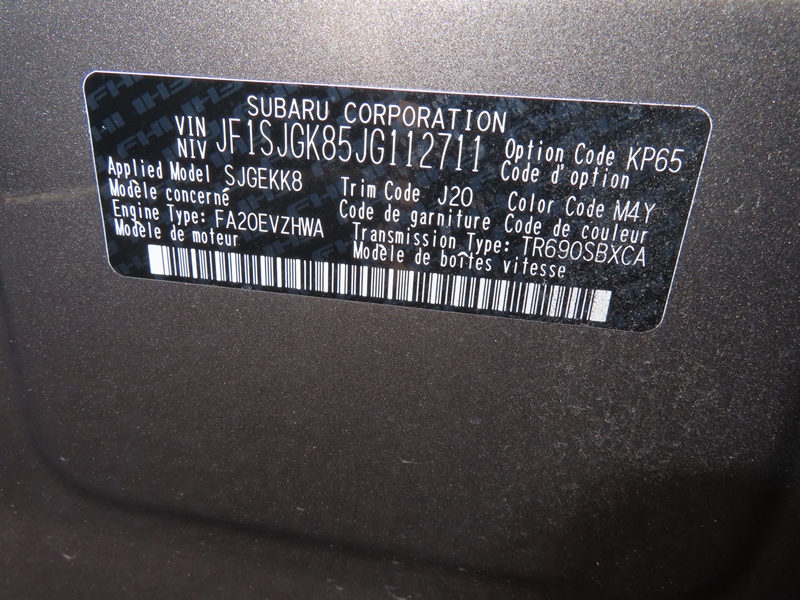 SUBARU CORPORATION
VIN
NIV JF1SJGK85JG112711
Option Code KP65
Code d'option
Applied Model SJGEKK8
Modèle concerné
Trim Code J20
Code de garniture
Color Code M4Y
Code de couleur
Engine Type: FA20EVZHWA
Modèle de moteur
Transmission Type: TR690SBXCA
Modèle de boîtes vitesse